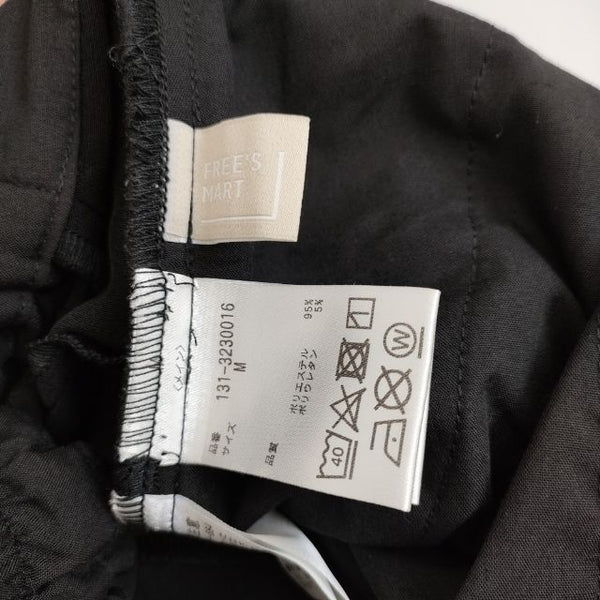 FREE'S
MART
〈メイン〉
品番 131-3230016
サイズ M
品質 ポリエステル 95%
ポリウレタン 5%
40
W